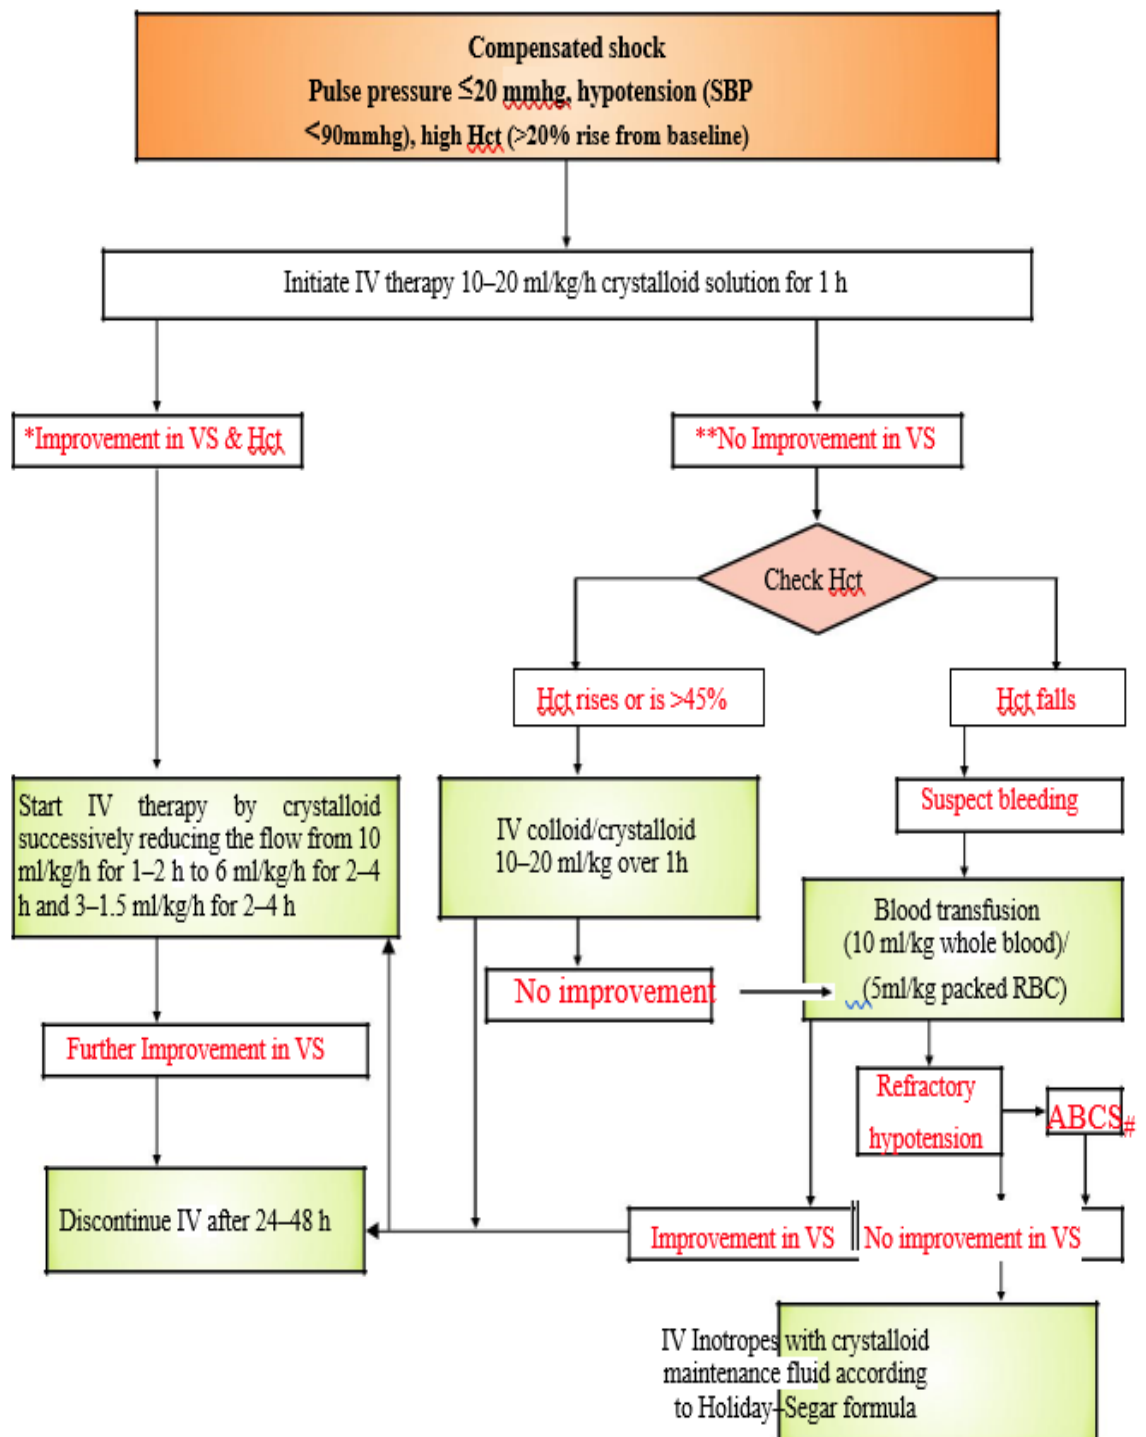 Compensated shock
Pulse pressure ≤20 mmhg, hypotension (SBP
<90mmhg), high Hct (>20% rise from baseline)
Initiate IV therapy 10–20 ml/kg/h crystalloid solution for 1 h
*Improvement in VS & Hct
**No Improvement in VS
Check Hct
Hct rises or is >45%
Hct falls
Start IV therapy by crystalloid
successively reducing the flow from 10
ml/kg/h for 1–2 h to 6 ml/kg/h for 2–4
h and 3–1.5 ml/kg/h for 2–4 h
IV colloid/crystalloid
10–20 ml/kg over 1h
Suspect bleeding
Blood transfusion
(10 ml/kg whole blood)/
(5ml/kg packed RBC)
No improvement
Further Improvement in VS
Refractory
hypotension
ABCS#
Discontinue IV after 24–48 h
Improvement in VS
No improvement in VS
IV Inotropes with crystalloid
maintenance fluid according
to Holiday–Segar formula